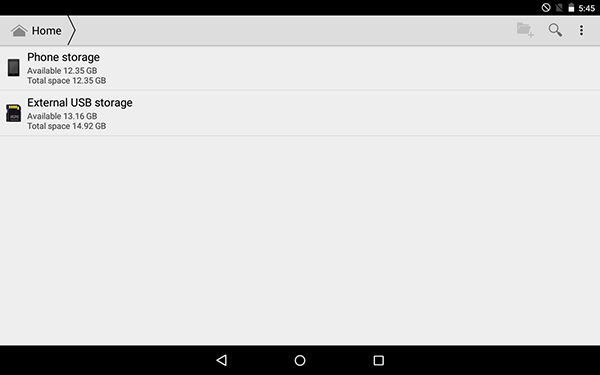 5:45
Home
Phone storage
Available 12.35 GB
Total space 12.35 GB
External USB storage
Available 13.16 GB
Total space 14.92 GB